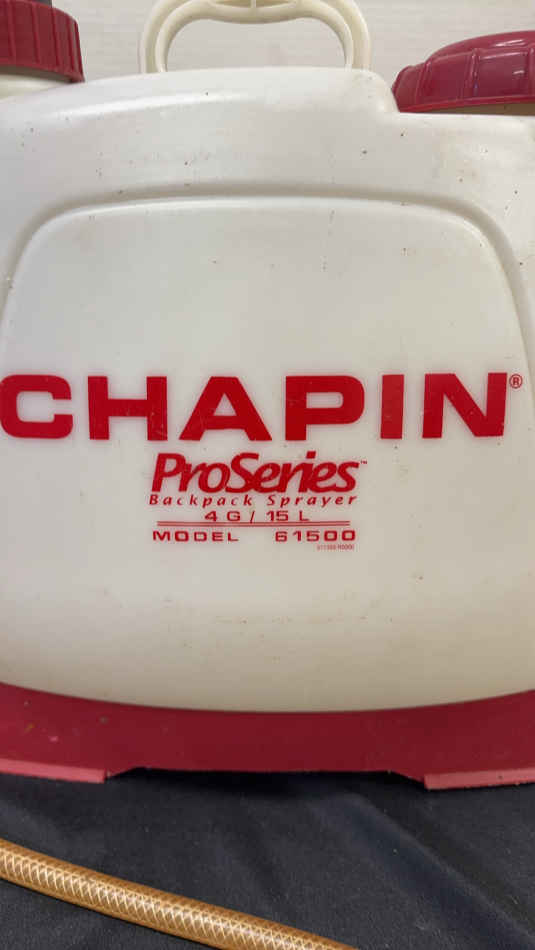 CHAPIN®
ProSeries™
Backpack Sprayer
4 G / 15 L
MODEL 61500